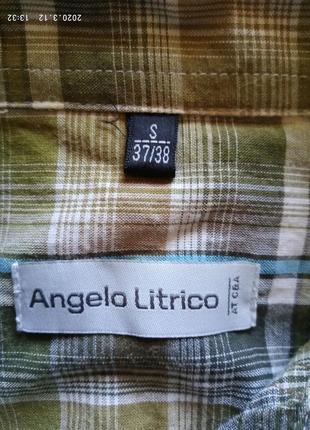 2020.3.12 13:32
S
37/38
Angelo Litrico
AT C&A